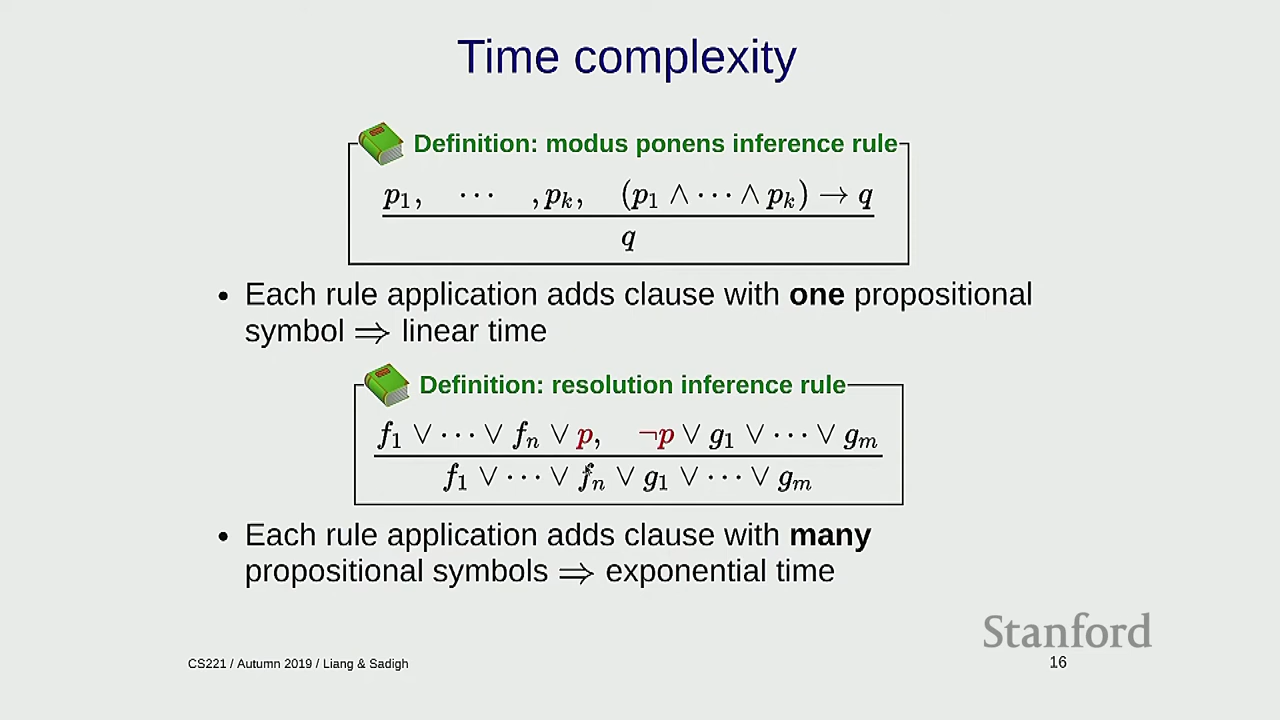 Time complexity
Definition: modus ponens inference rule
p₁, ⋯ , pₖ, (p₁ ∧ ⋯ ∧ pₖ) → q
q
• Each rule application adds clause with one propositional
symbol ⇒ linear time
Definition: resolution inference rule
f₁ ∨ ⋯ ∨ fₙ ∨ p, ¬p ∨ g₁ ∨ ⋯ ∨ gₘ
f₁ ∨ ⋯ ∨ fₙ ∨ g₁ ∨ ⋯ ∨ gₘ
• Each rule application adds clause with many
propositional symbols ⇒ exponential time
Stanford
CS221 / Autumn 2019 / Liang & Sadigh
16